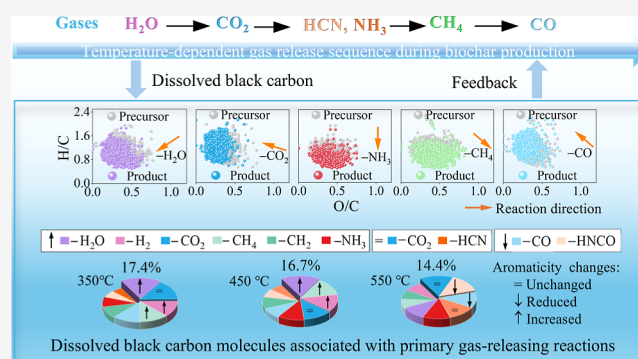 Gases H₂O CO₂ HCN, NH₃ CH₄ CO
Temperature-dependent gas release sequence during biochar production
Dissolved black carbon Feedback
H/C
2.4
1.6
0.8
0.0
Precursor
–H₂O
Product
Precursor
–CO₂
Product
Precursor
–NH₃
Product
Precursor
–CH₄
Product
Precursor
–CO
Product
0.0 0.5 1.0 0.0 0.5 1.0 0.0 0.5 1.0 0.0 0.5 1.0 0.0 0.5 1.0
O/C
→ Reaction direction
↑ –H₂O –H₂ –CO₂ –CH₄ –CH₂ –NH₃ = –CO₂ –HCN ↓ –CO –HNCO
17.4%
350℃
↑ = ↑ ↑
16.7%
450 ℃
↑ ↑ ↑ =
14.4%
550 ℃
= ↓ ↓ =
Aromaticity changes:
= Unchanged
↓ Reduced
↑ Increased
Dissolved black carbon molecules associated with primary gas-releasing reactions